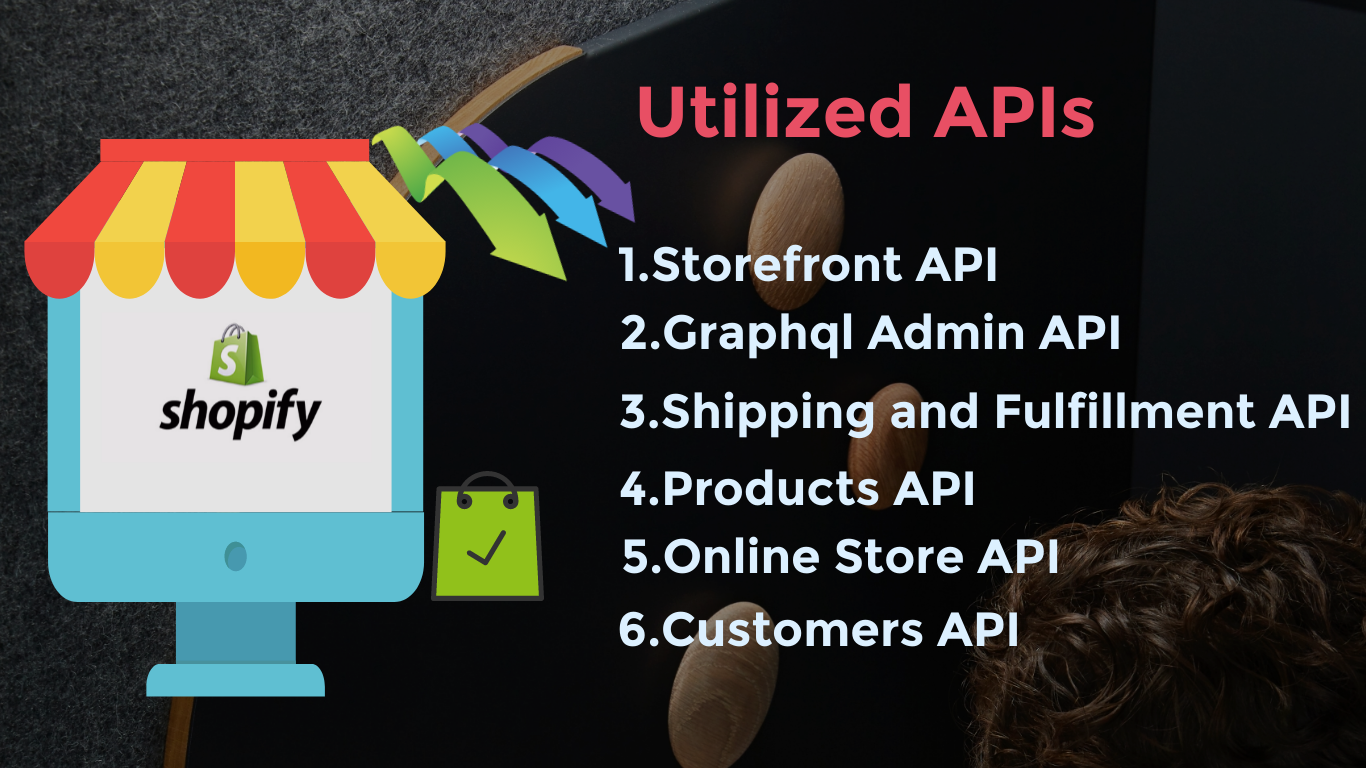 Utilized APIs
1.Storefront API
2.Graphql Admin API
3.Shipping and Fulfillment API
4.Products API
5.Online Store API
6.Customers API
S
shopify